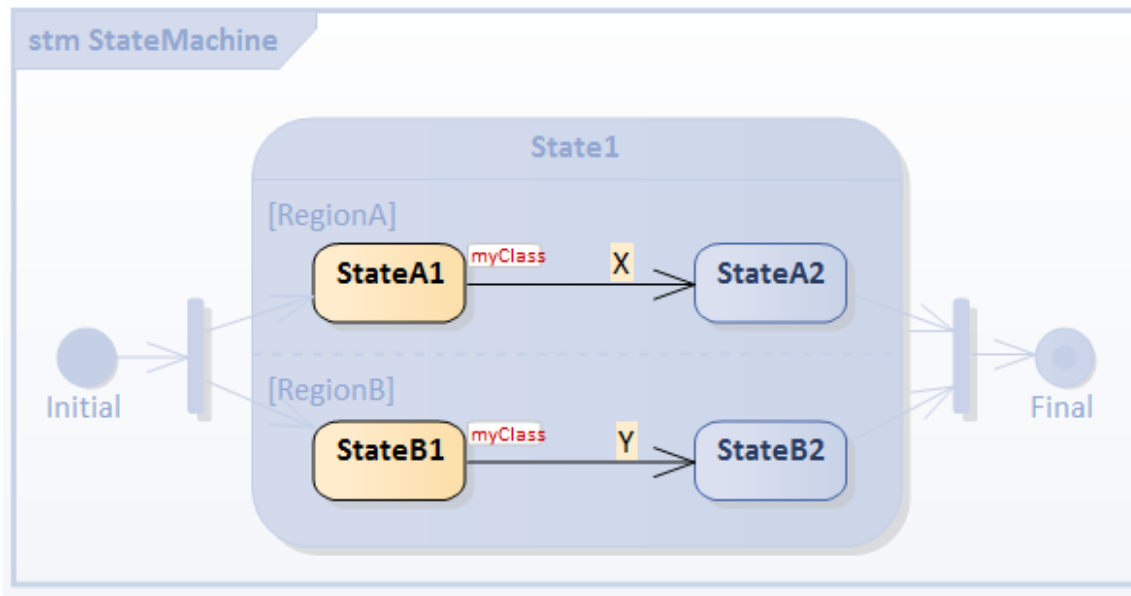 stm StateMachine
State1
[RegionA]
StateA1
myClass
X
StateA2
Initial
[RegionB]
StateB1
myClass
Y
StateB2
Final